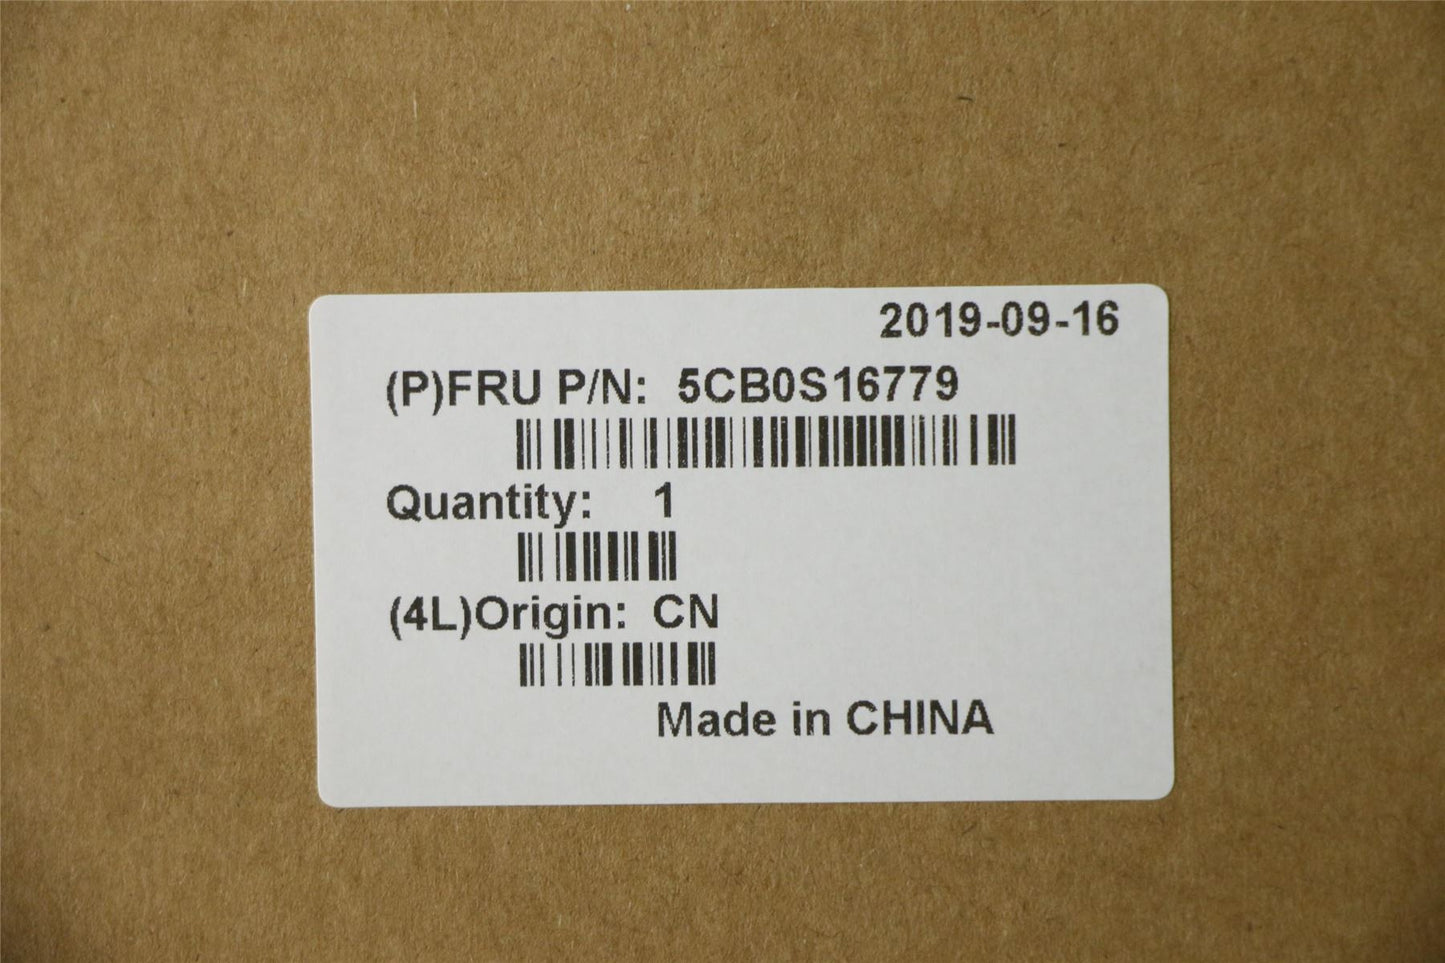 2019-09-16
(P)FRU P/N: 5CB0S16779
Quantity: 1
(4L)Origin: CN
Made in CHINA